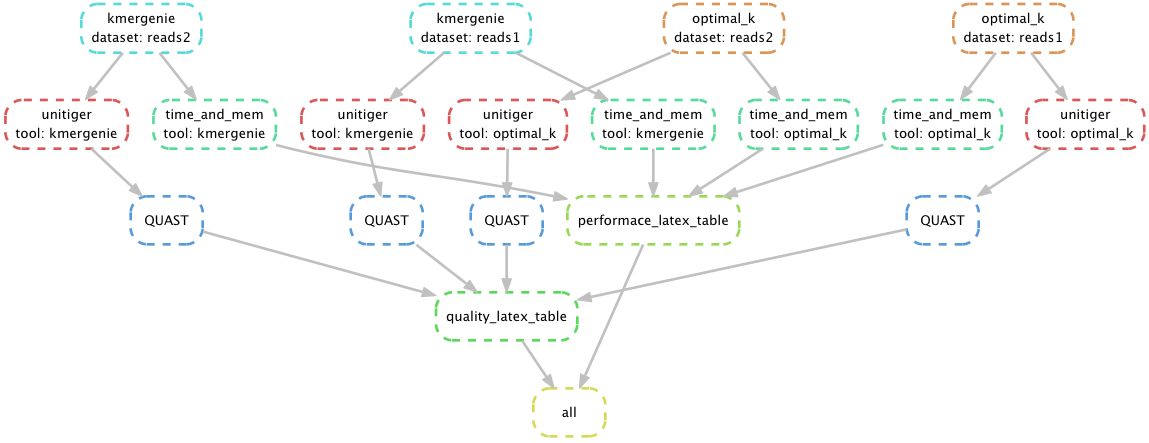 kmergenie
dataset: reads2
kmergenie
dataset: reads1
optimal_k
dataset: reads2
optimal_k
dataset: reads1
unitiger
tool: kmergenie
time_and_mem
tool: kmergenie
unitiger
tool: kmergenie
unitiger
tool: optimal_k
time_and_mem
tool: kmergenie
time_and_mem
tool: optimal_k
time_and_mem
tool: optimal_k
unitiger
tool: optimal_k
QUAST
QUAST
QUAST
performace_latex_table
QUAST
quality_latex_table
all